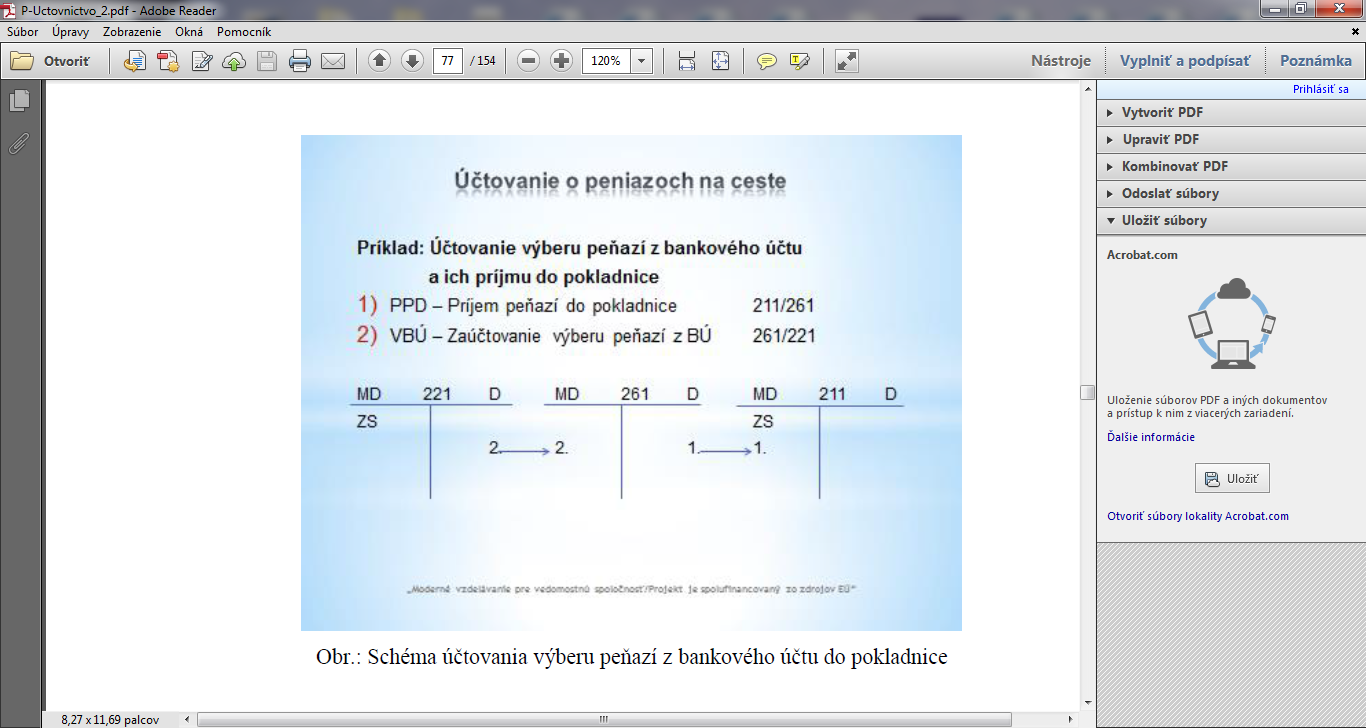 P-Uctovnictvo_2.pdf - Adobe Reader
Súbor Úpravy Zobrazenie Okná Pomocník
Otvoriť 77 / 154 120% Nástroje Vyplniť a podpísať Poznámka
Prihlásiť sa
Vytvoriť PDF
Upraviť PDF
Kombinovať PDF
Odoslať súbory
Uložiť súbory
Acrobat.com
Uloženie súborov PDF a iných dokumentov
a prístup k nim z viacerých zariadení.
Ďalšie informácie
Uložiť
Otvoriť súbory lokality Acrobat.com
Účtovanie o peniazoch na ceste
Príklad: Účtovanie výberu peňazí z bankového účtu
a ich príjmu do pokladnice
1) PPD – Príjem peňazí do pokladnice 211/261
2) VBÚ – Zaúčtovanie výberu peňazí z BÚ 261/221
MD 221 D MD 261 D MD 211 D
ZS ZS
2. 2. 1. 1.
„Moderné vzdelávanie pre vedomostnú spoločnosť/Projekt je spolufinancovaný zo zdrojov EÚ“
Obr.: Schéma účtovania výberu peňazí z bankového účtu do pokladnice
8,27 x 11,69 palcov